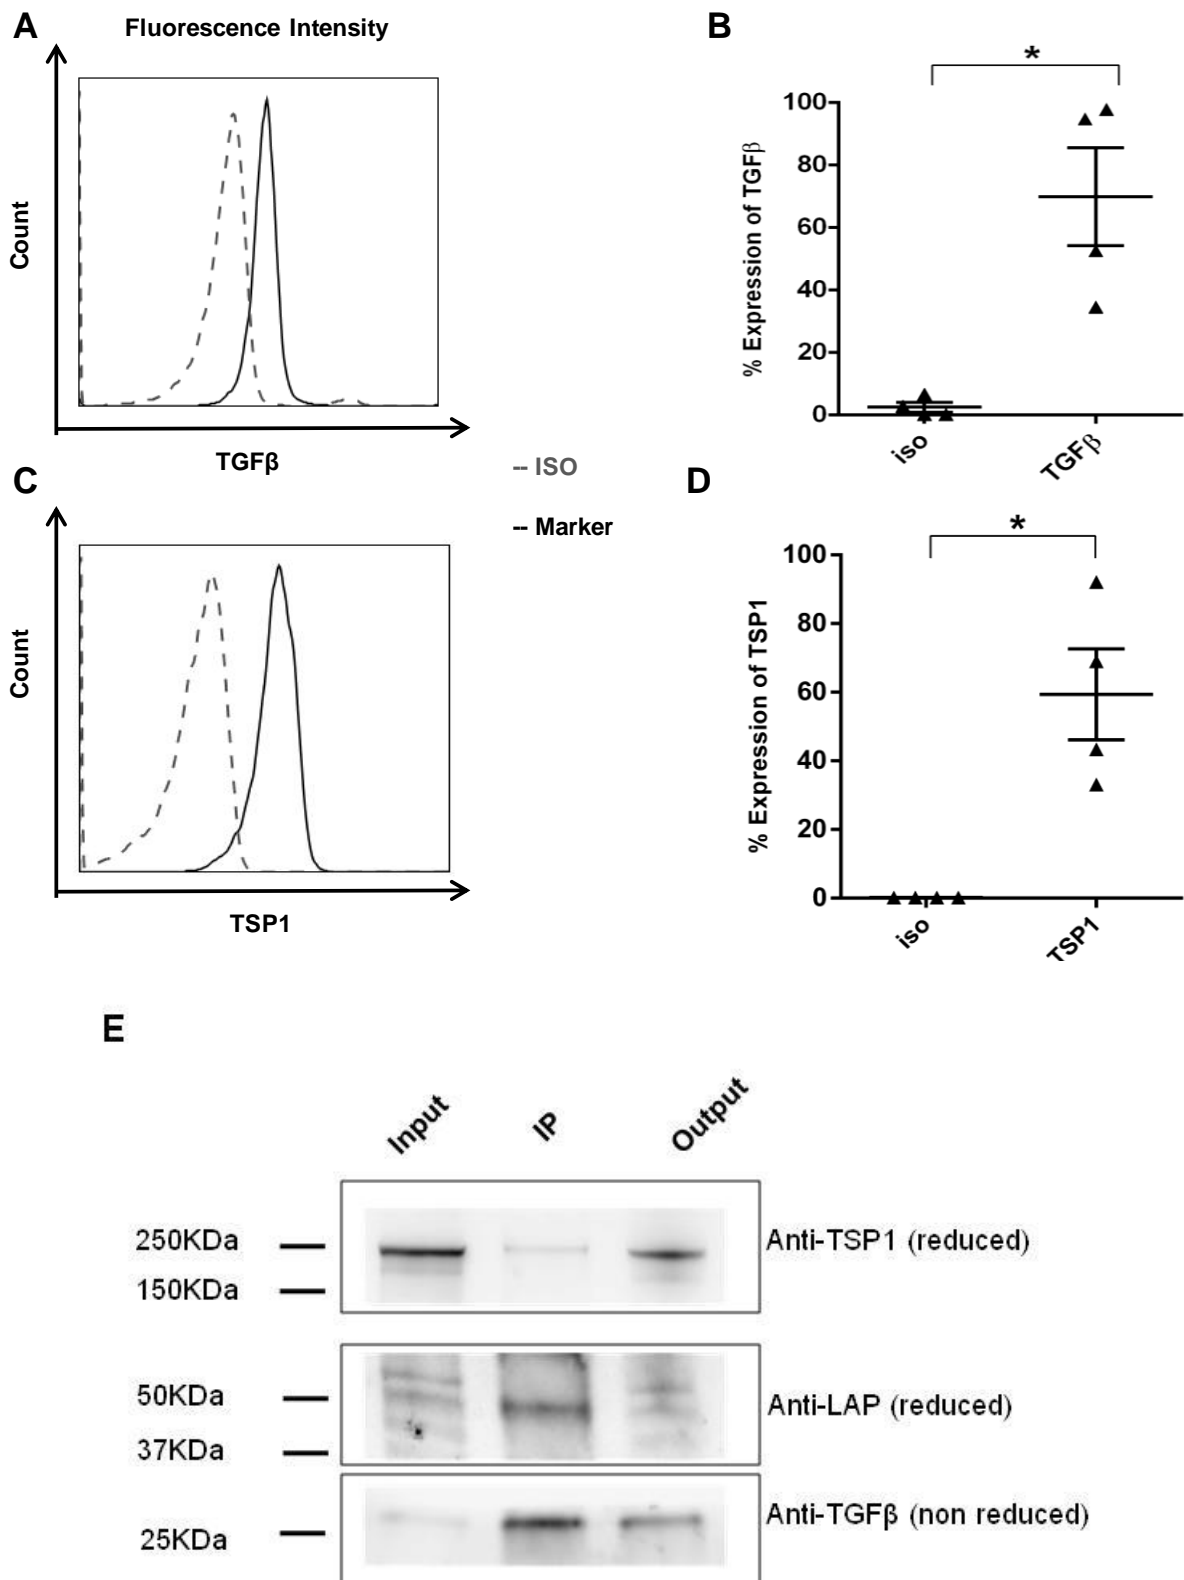 A
Fluorescence Intensity
Count
TGFβ
B
*
% Expression of TGFβ
100
80
60
40
20
0
iso
TGFβ
-- ISO
-- Marker
C
Count
TSP1
D
*
% Expression of TSP1
100
80
60
40
20
0
iso
TSP1
E
Input
IP
Output
250KDa
150KDa
Anti-TSP1 (reduced)
50KDa
37KDa
Anti-LAP (reduced)
25KDa
Anti-TGFβ (non reduced)